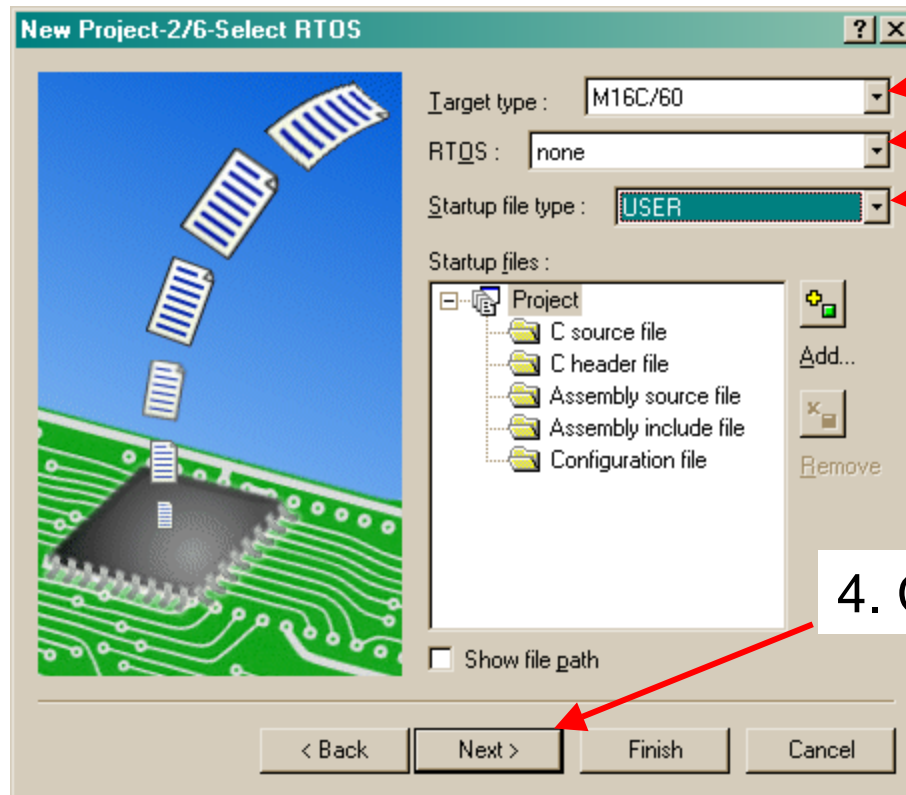 New Project-2/6-Select RTOS
Target type : M16C/60
RTOS : none
Startup file type : USER
Startup files :
Project
C source file
C header file
Assembly source file
Assembly include file
Configuration file
Add...
Remove
4.
Show file path
< Back Next > Finish Cancel